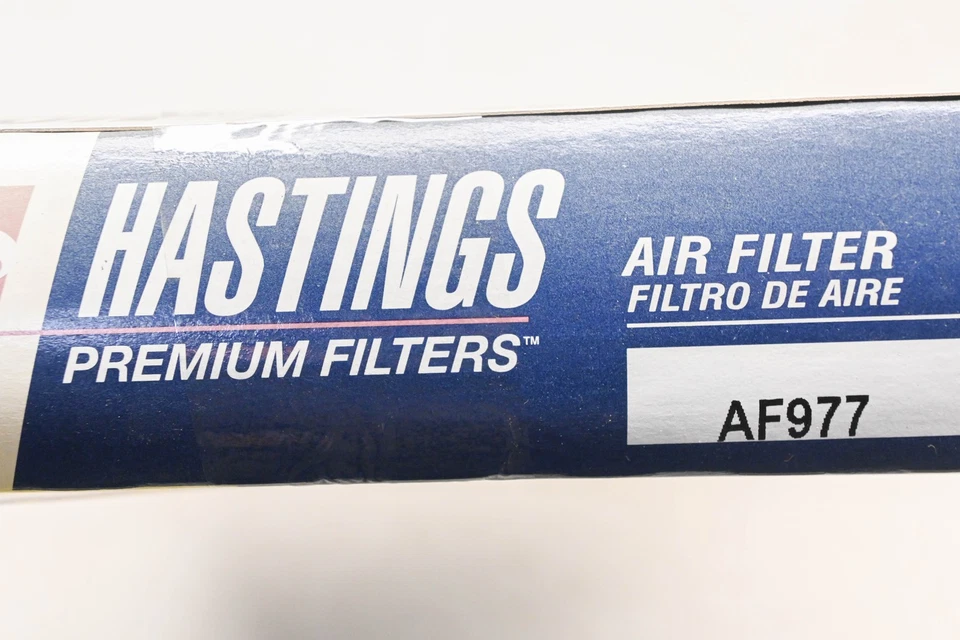 HASTINGS
PREMIUM FILTERS™
AIR FILTER
FILTRO DE AIRE
AF977